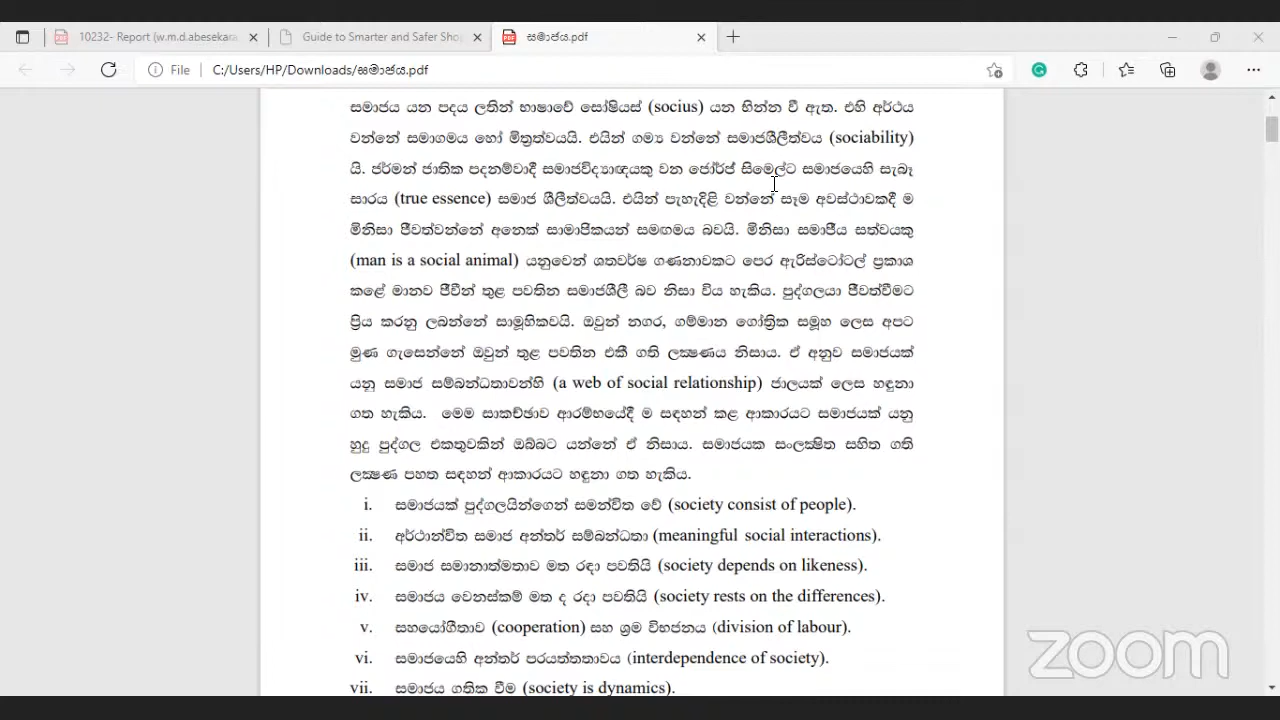 10232- Report (w.m.d.abesekara
Guide to Smarter and Safer Sho
සමාජය.pdf
File
C:/Users/HP/Downloads/සමාජය.pdf
සමාජය යන පදය ලතින් භාෂාවේ සෝෂියස් (socius) යන භින්න වී ඇත. එහි අර්ථය
වන්නේ සමාගමය හෝ මිත්‍රත්වයයි. එයින් ගම්‍ය වන්නේ සමාජශීලීත්වය (sociability)
යි. ජර්මන් ජාතික පදනම්වාදී සමාජවිද්‍යාඥයකු වන ජෝර්ජ් සිමෙල්ට සමාජයෙහි සැබෑ
සාරය (true essence) සමාජ ශීලීත්වයයි. එයින් පැහැදිළි වන්නේ සෑම අවස්ථාවකදී ම
මිනිසා ජීවත්වන්නේ අනෙක් සාමාජිකයන් සමඟමය බවයි. මිනිසා සමාජීය සත්වයකු
(man is a social animal) යනුවෙන් ශතවර්ෂ ගණනාවකට පෙර ඇරිස්ටෝටල් ප්‍රකාශ
කළේ මානව ජීවීන් තුළ පවතින සමාජශීලී බව නිසා විය හැකිය. පුද්ගලයා ජීවත්වීමට
ප්‍රිය කරනු ලබන්නේ සාමූහිකවයි. ඔවුන් නගර, ගම්මාන ගෝත්‍රික සමූහ ලෙස අපට
මුණ ගැසෙන්නේ ඔවුන් තුළ පවතින එකී ගති ලක්‍ෂණය නිසාය. ඒ අනුව සමාජයක්
යනු සමාජ සම්බන්ධතාවන්හි (a web of social relationship) ජාලයක් ලෙස හඳුනා
ගත හැකිය. මෙම සාකච්ඡාව ආරම්භයේදී ම සඳහන් කළ ආකාරයට සමාජයක් යනු
හුදු පුද්ගල එකතුවකින් ඔබ්බට යන්නේ ඒ නිසාය. සමාජයක සංලක්‍ෂිත සහිත ගති
ලක්‍ෂණ පහත සඳහන් ආකාරයට හඳුනා ගත හැකිය.
i. සමාජයක් පුද්ගලයින්ගෙන් සමන්විත වේ (society consist of people).
ii. අර්ථාන්විත සමාජ අන්තර් සම්බන්ධතා (meaningful social interactions).
iii. සමාජ සමානාත්මතාව මත රඳා පවතියි (society depends on likeness).
iv. සමාජය වෙනස්කම් මත ද රදා පවතියි (society rests on the differences).
v. සහයෝගීතාව (cooperation) සහ ශ්‍රම විභජනය (division of labour).
vi. සමාජයෙහි අන්තර් පරයත්තතාවය (interdependence of society).
vii. සමාජය ගතික වීම (society is dynamics).
zoom